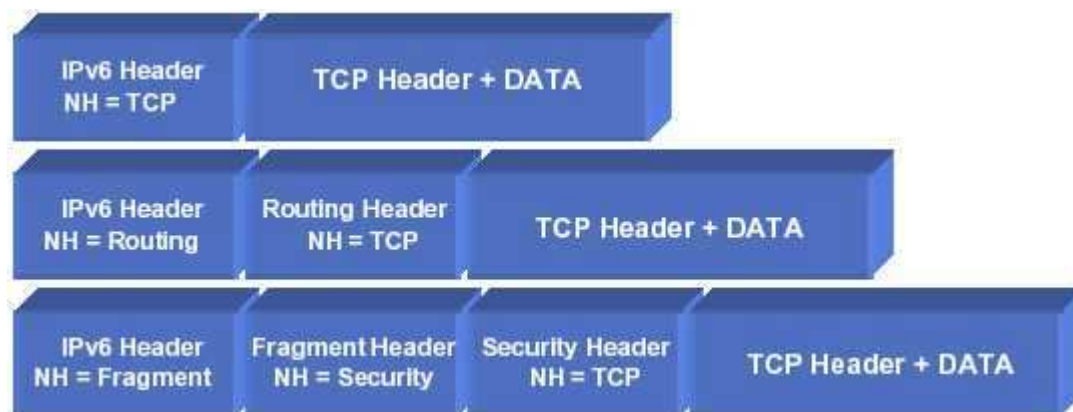 IPv6 Header
NH = TCP
TCP Header + DATA
IPv6 Header
NH = Routing
Routing Header
NH = TCP
TCP Header + DATA
IPv6 Header
NH = Fragment
Fragment Header
NH = Security
Security Header
NH = TCP
TCP Header + DATA